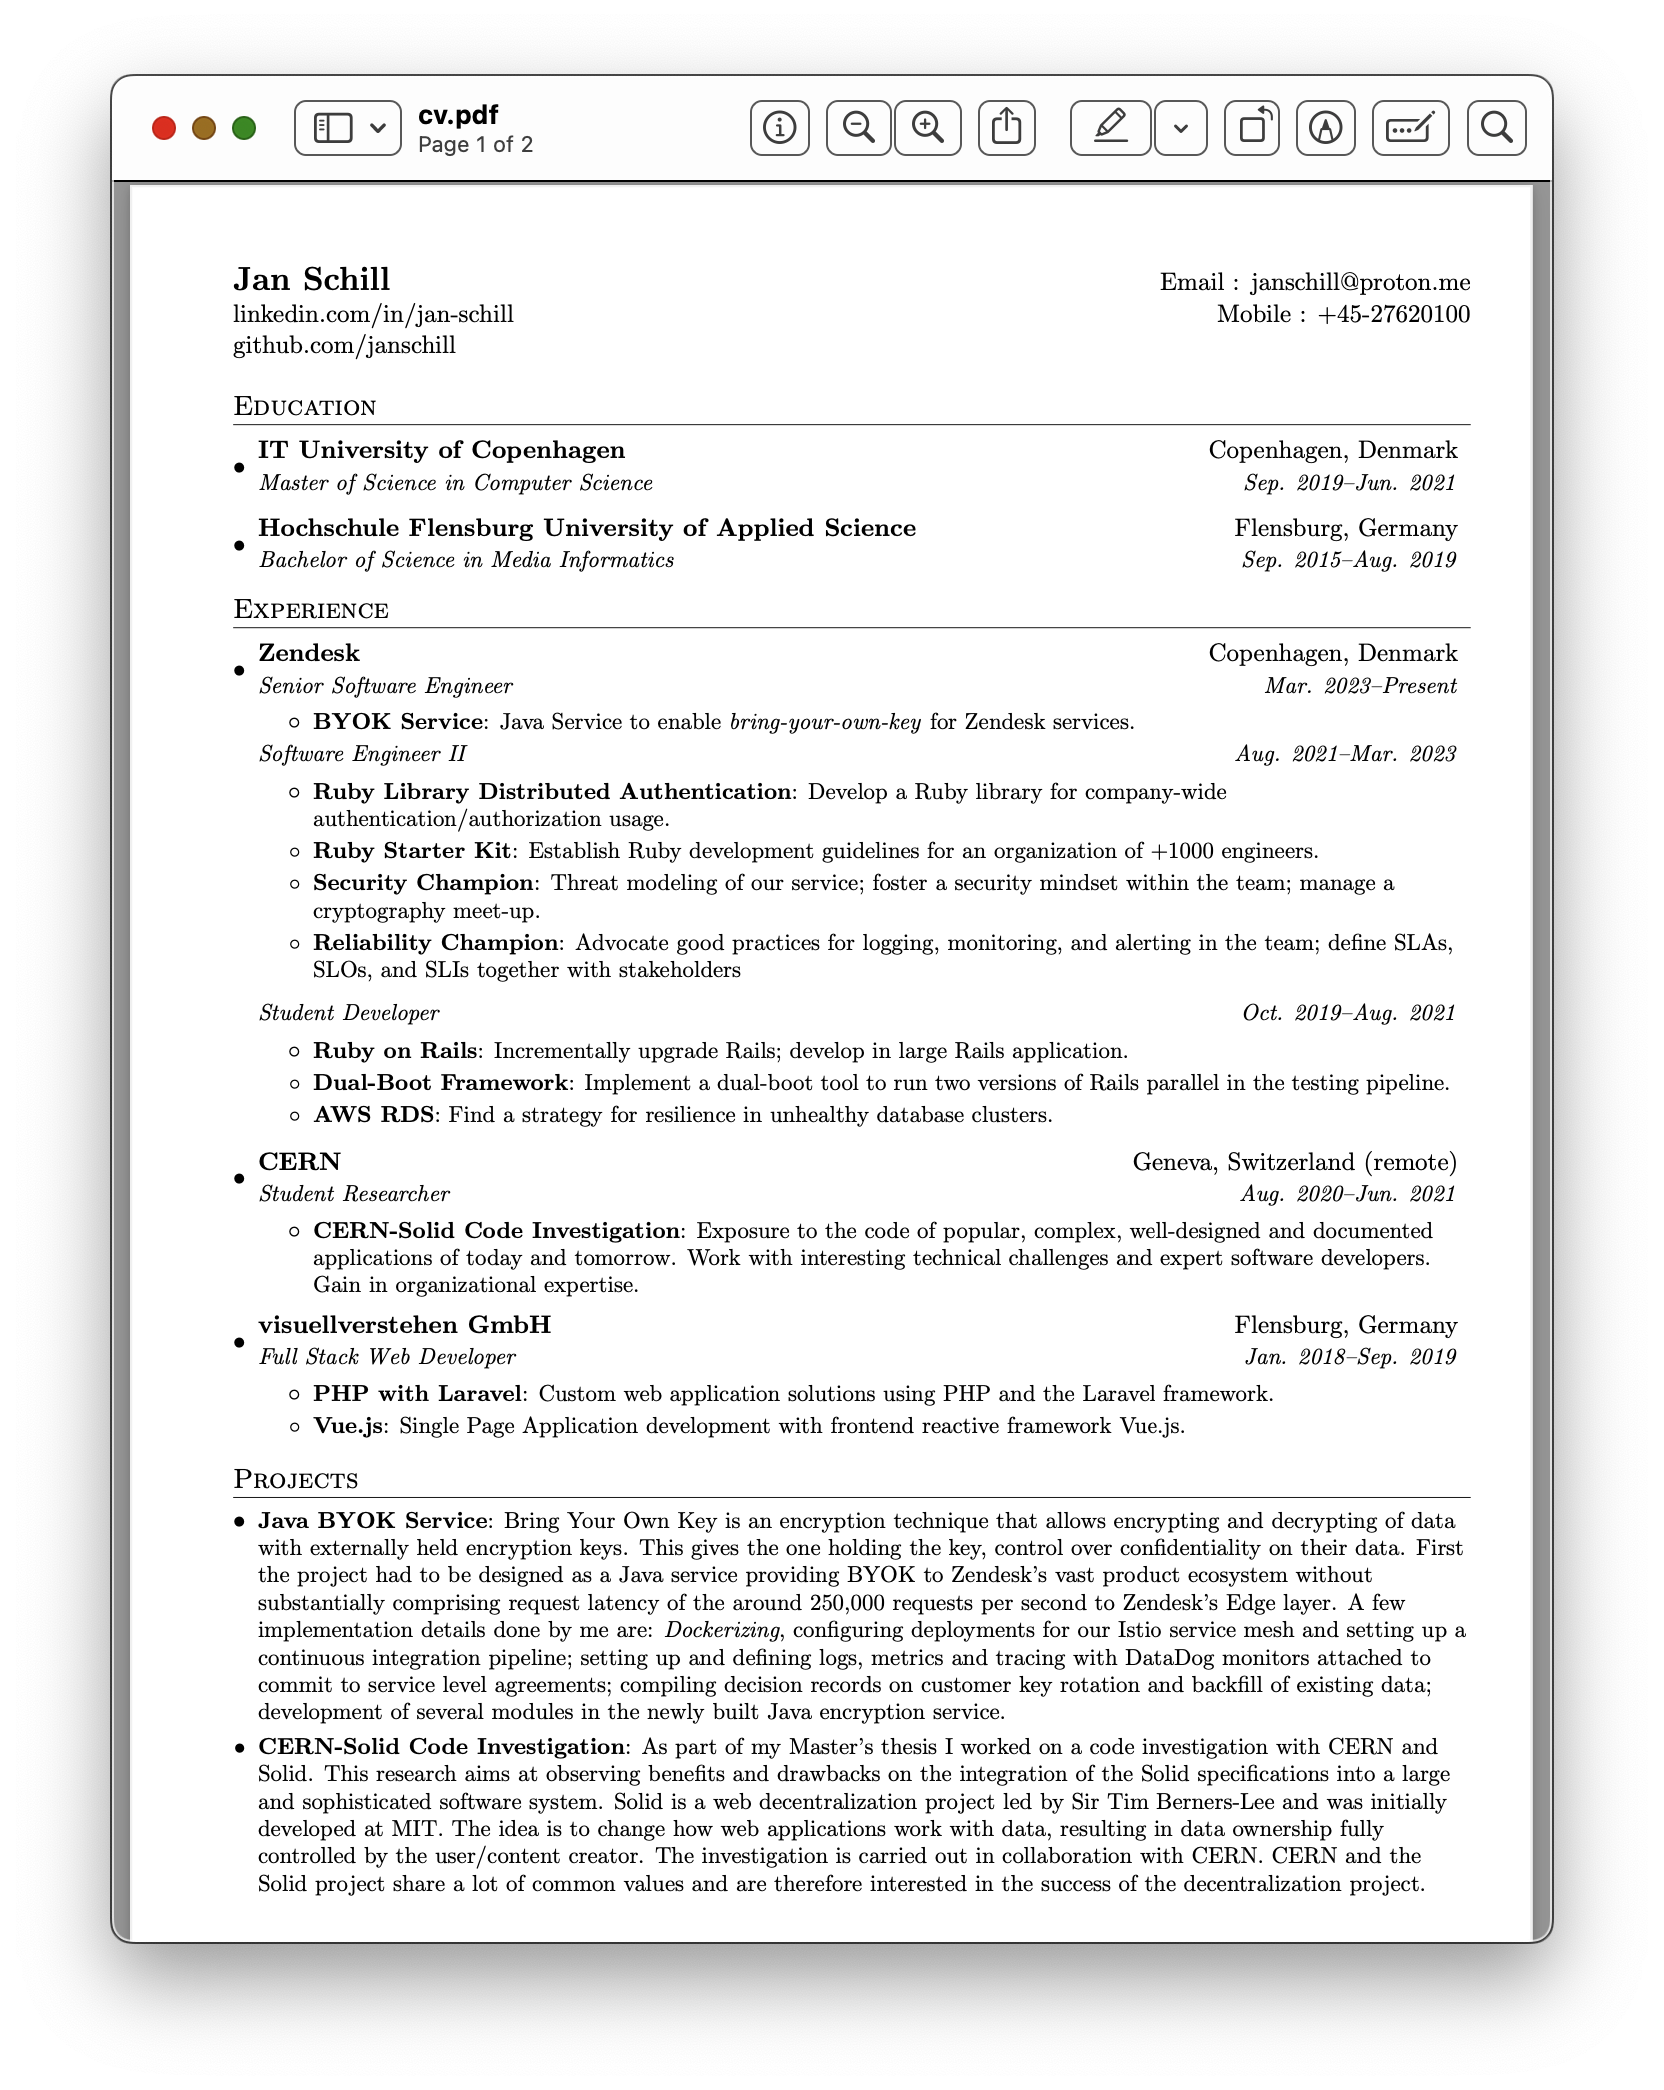 cv.pdf
Page 1 of 2
Jan Schill
Email : janschill@proton.me
linkedin.com/in/jan-schill
Mobile : +45-27620100
github.com/janschill
Education
IT University of Copenhagen
Copenhagen, Denmark
Master of Science in Computer Science
Sep. 2019–Jun. 2021
Hochschule Flensburg University of Applied Science
Flensburg, Germany
Bachelor of Science in Media Informatics
Sep. 2015–Aug. 2019
Experience
Zendesk
Copenhagen, Denmark
Senior Software Engineer
Mar. 2023–Present
BYOK Service: Java Service to enable bring-your-own-key for Zendesk services.
Software Engineer II
Aug. 2021–Mar. 2023
Ruby Library Distributed Authentication: Develop a Ruby library for company-wide
authentication/authorization usage.
Ruby Starter Kit: Establish Ruby development guidelines for an organization of +1000 engineers.
Security Champion: Threat modeling of our service; foster a security mindset within the team; manage a
cryptography meet-up.
Reliability Champion: Advocate good practices for logging, monitoring, and alerting in the team; define SLAs,
SLOs, and SLIs together with stakeholders
Student Developer
Oct. 2019–Aug. 2021
Ruby on Rails: Incrementally upgrade Rails; develop in large Rails application.
Dual-Boot Framework: Implement a dual-boot tool to run two versions of Rails parallel in the testing pipeline.
AWS RDS: Find a strategy for resilience in unhealthy database clusters.
CERN
Geneva, Switzerland (remote)
Student Researcher
Aug. 2020–Jun. 2021
CERN-Solid Code Investigation: Exposure to the code of popular, complex, well-designed and documented
applications of today and tomorrow. Work with interesting technical challenges and expert software developers.
Gain in organizational expertise.
visuellverstehen GmbH
Flensburg, Germany
Full Stack Web Developer
Jan. 2018–Sep. 2019
PHP with Laravel: Custom web application solutions using PHP and the Laravel framework.
Vue.js: Single Page Application development with frontend reactive framework Vue.js.
Projects
Java BYOK Service: Bring Your Own Key is an encryption technique that allows encrypting and decrypting of data
with externally held encryption keys. This gives the one holding the key, control over confidentiality on their data. First
the project had to be designed as a Java service providing BYOK to Zendesk's vast product ecosystem without
substantially comprising request latency of the around 250,000 requests per second to Zendesk's Edge layer. A few
implementation details done by me are: Dockerizing, configuring deployments for our Istio service mesh and setting up a
continuous integration pipeline; setting up and defining logs, metrics and tracing with DataDog monitors attached to
commit to service level agreements; compiling decision records on customer key rotation and backfill of existing data;
development of several modules in the newly built Java encryption service.
CERN-Solid Code Investigation: As part of my Master's thesis I worked on a code investigation with CERN and
Solid. This research aims at observing benefits and drawbacks on the integration of the Solid specifications into a large
and sophisticated software system. Solid is a web decentralization project led by Sir Tim Berners-Lee and was initially
developed at MIT. The idea is to change how web applications work with data, resulting in data ownership fully
controlled by the user/content creator. The investigation is carried out in collaboration with CERN. CERN and the
Solid project share a lot of common values and are therefore interested in the success of the decentralization project.